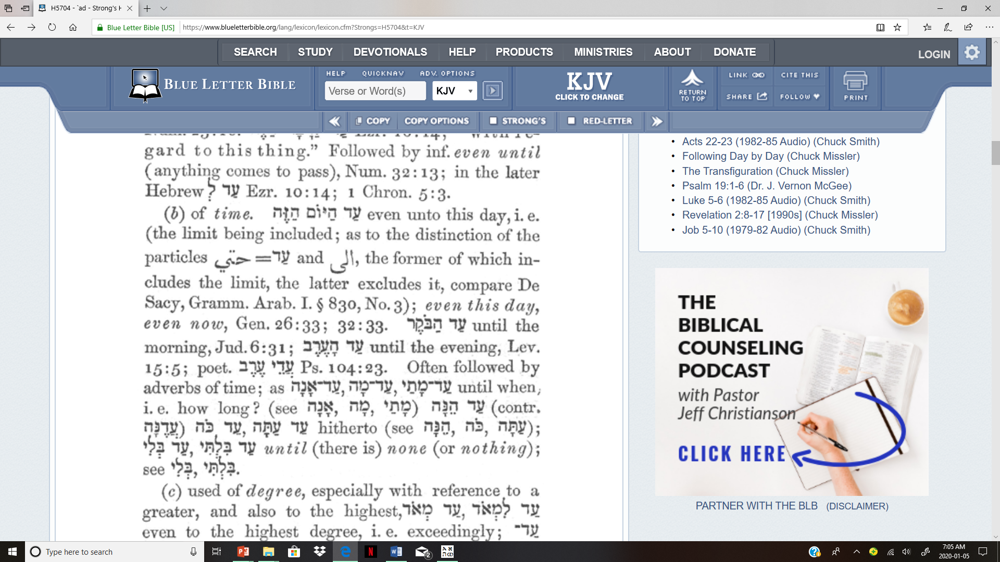 H5704 - `ad - Strong's H
Blue Letter Bible [US]
https://www.blueletterbible.org/lang/lexicon/lexicon.cfm?Strongs=H5704&t=KJV
SEARCH STUDY DEVOTIONALS HELP PRODUCTS MINISTRIES ABOUT DONATE
LOGIN
BLUE LETTER BIBLE
HELP QUICKNAV ADV. OPTIONS
Verse or Word(s)
KJV
KJV
CLICK TO CHANGE
RETURN
TO TOP
LINK CITE THIS
SHARE FOLLOW
PRINT
COPY COPY OPTIONS STRONG'S RED-LETTER
gard to this thing.” Followed by inf. even until
(anything comes to pass), Num. 32:13; in the later
Hebrew עַד לְ Ezr. 10:14; 1 Chron. 5:3.
(b) of time. עַד הַיּוֹם הַזֶּה even unto this day, i. e.
(the limit being included; as to the distinction of the
particles حتّي = עַד and الى, the former of which in-
cludes the limit, the latter excludes it, compare De
Sacy, Gramm. Arab. I. § 830, No. 3); even this day,
even now, Gen. 26:33; 32:33. עַד הַבֹּקֶר until the
morning, Jud. 6:31; עַד הָעֶרֶב until the evening, Lev.
15:5; poet. עֲדֵי עֶרֶב Ps. 104:23. Often followed by
adverbs of time; as עַד־מָתַי, עַד־מָה, עַד־אָנָה until when,
i. e. how long? (see מָתַי, מָה, אָנָה) עַד הֵנָּה (contr.
עֲדֶנָּה) עַד עַתָּה, עַד כֹּה hitherto (see עַתָּה, כֹּה, הֵנָּה);
עַד בִּלְתִּי, עַד בְּלִי until (there is) none (or nothing);
see בִּלְתִּי, בְּלִי.
(c) used of degree, especially with reference to a
greater, and also to the highest, עַד לִמְאֹד, עַד מְאֹד
even to the highest degree, i. e. exceedingly; עַד־
• Acts 22-23 (1982-85 Audio) (Chuck Smith)
• Following Day by Day (Chuck Missler)
• The Transfiguration (Chuck Missler)
• Psalm 19:1-6 (Dr. J. Vernon McGee)
• Luke 5-6 (1982-85 Audio) (Chuck Smith)
• Revelation 2:8-17 [1990s] (Chuck Missler)
• Job 5-10 (1979-82 Audio) (Chuck Smith)
THE
BIBLICAL
COUNSELING
PODCAST
with Pastor
Jeff Christianson
CLICK HERE
PARTNER WITH THE BLB (DISCLAIMER)
Type here to search
2
7:05 AM
2020-01-05